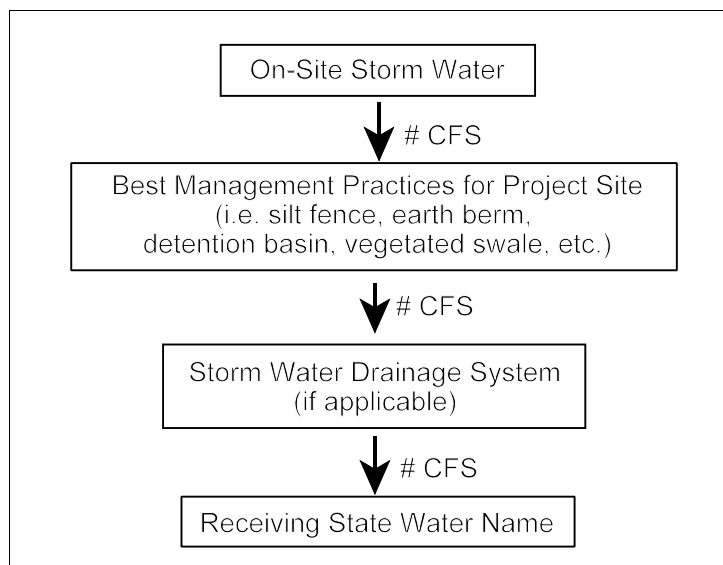 On-Site Storm Water
# CFS
Best Management Practices for Project Site
(i.e. silt fence, earth berm,
detention basin, vegetated swale, etc.)
# CFS
Storm Water Drainage System
(if applicable)
# CFS
Receiving State Water Name